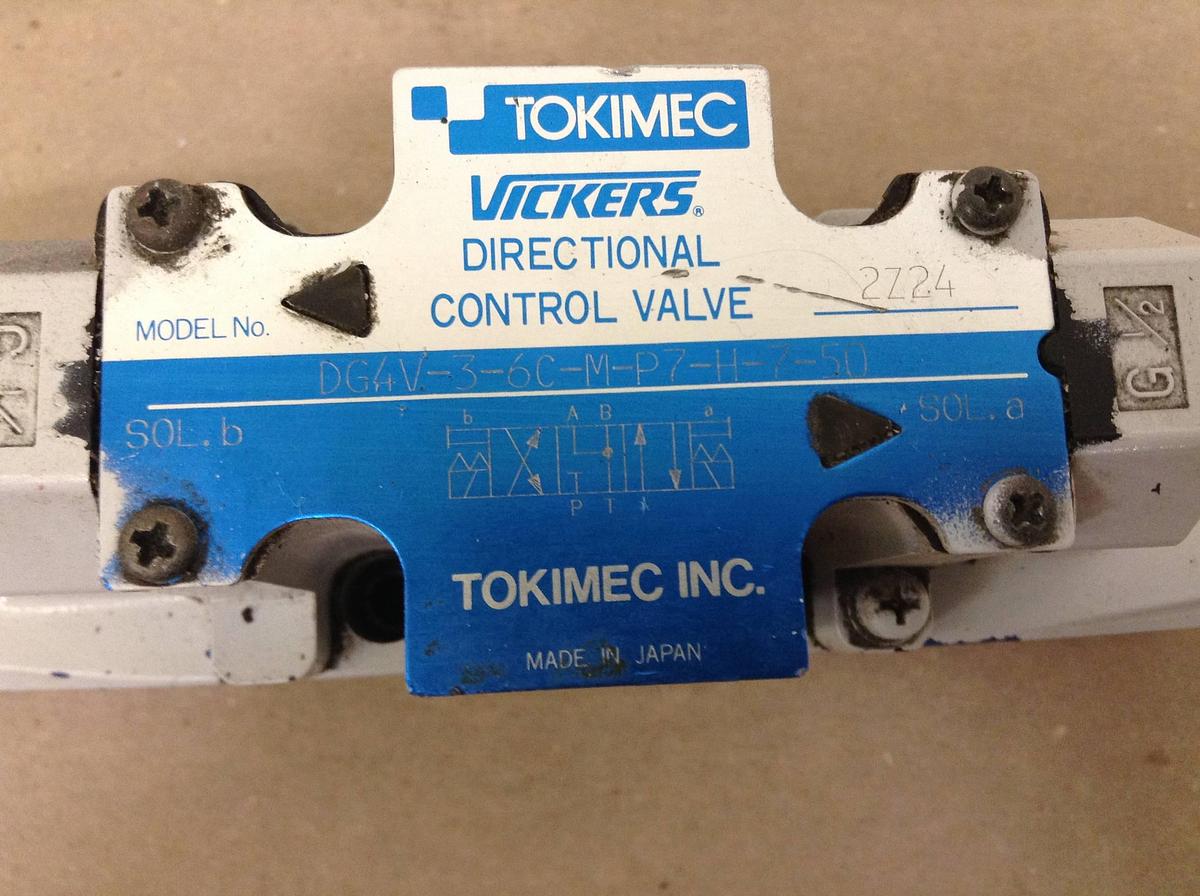 TOKIMEC
VICKERS®
DIRECTIONAL
CONTROL VALVE
2Z24
MODEL No.
DG4V-3-6C-M-P7-H-7-50
SOL.b
SOL.a
b A B a
P T
TOKIMEC INC.
MADE IN JAPAN
G 1/2